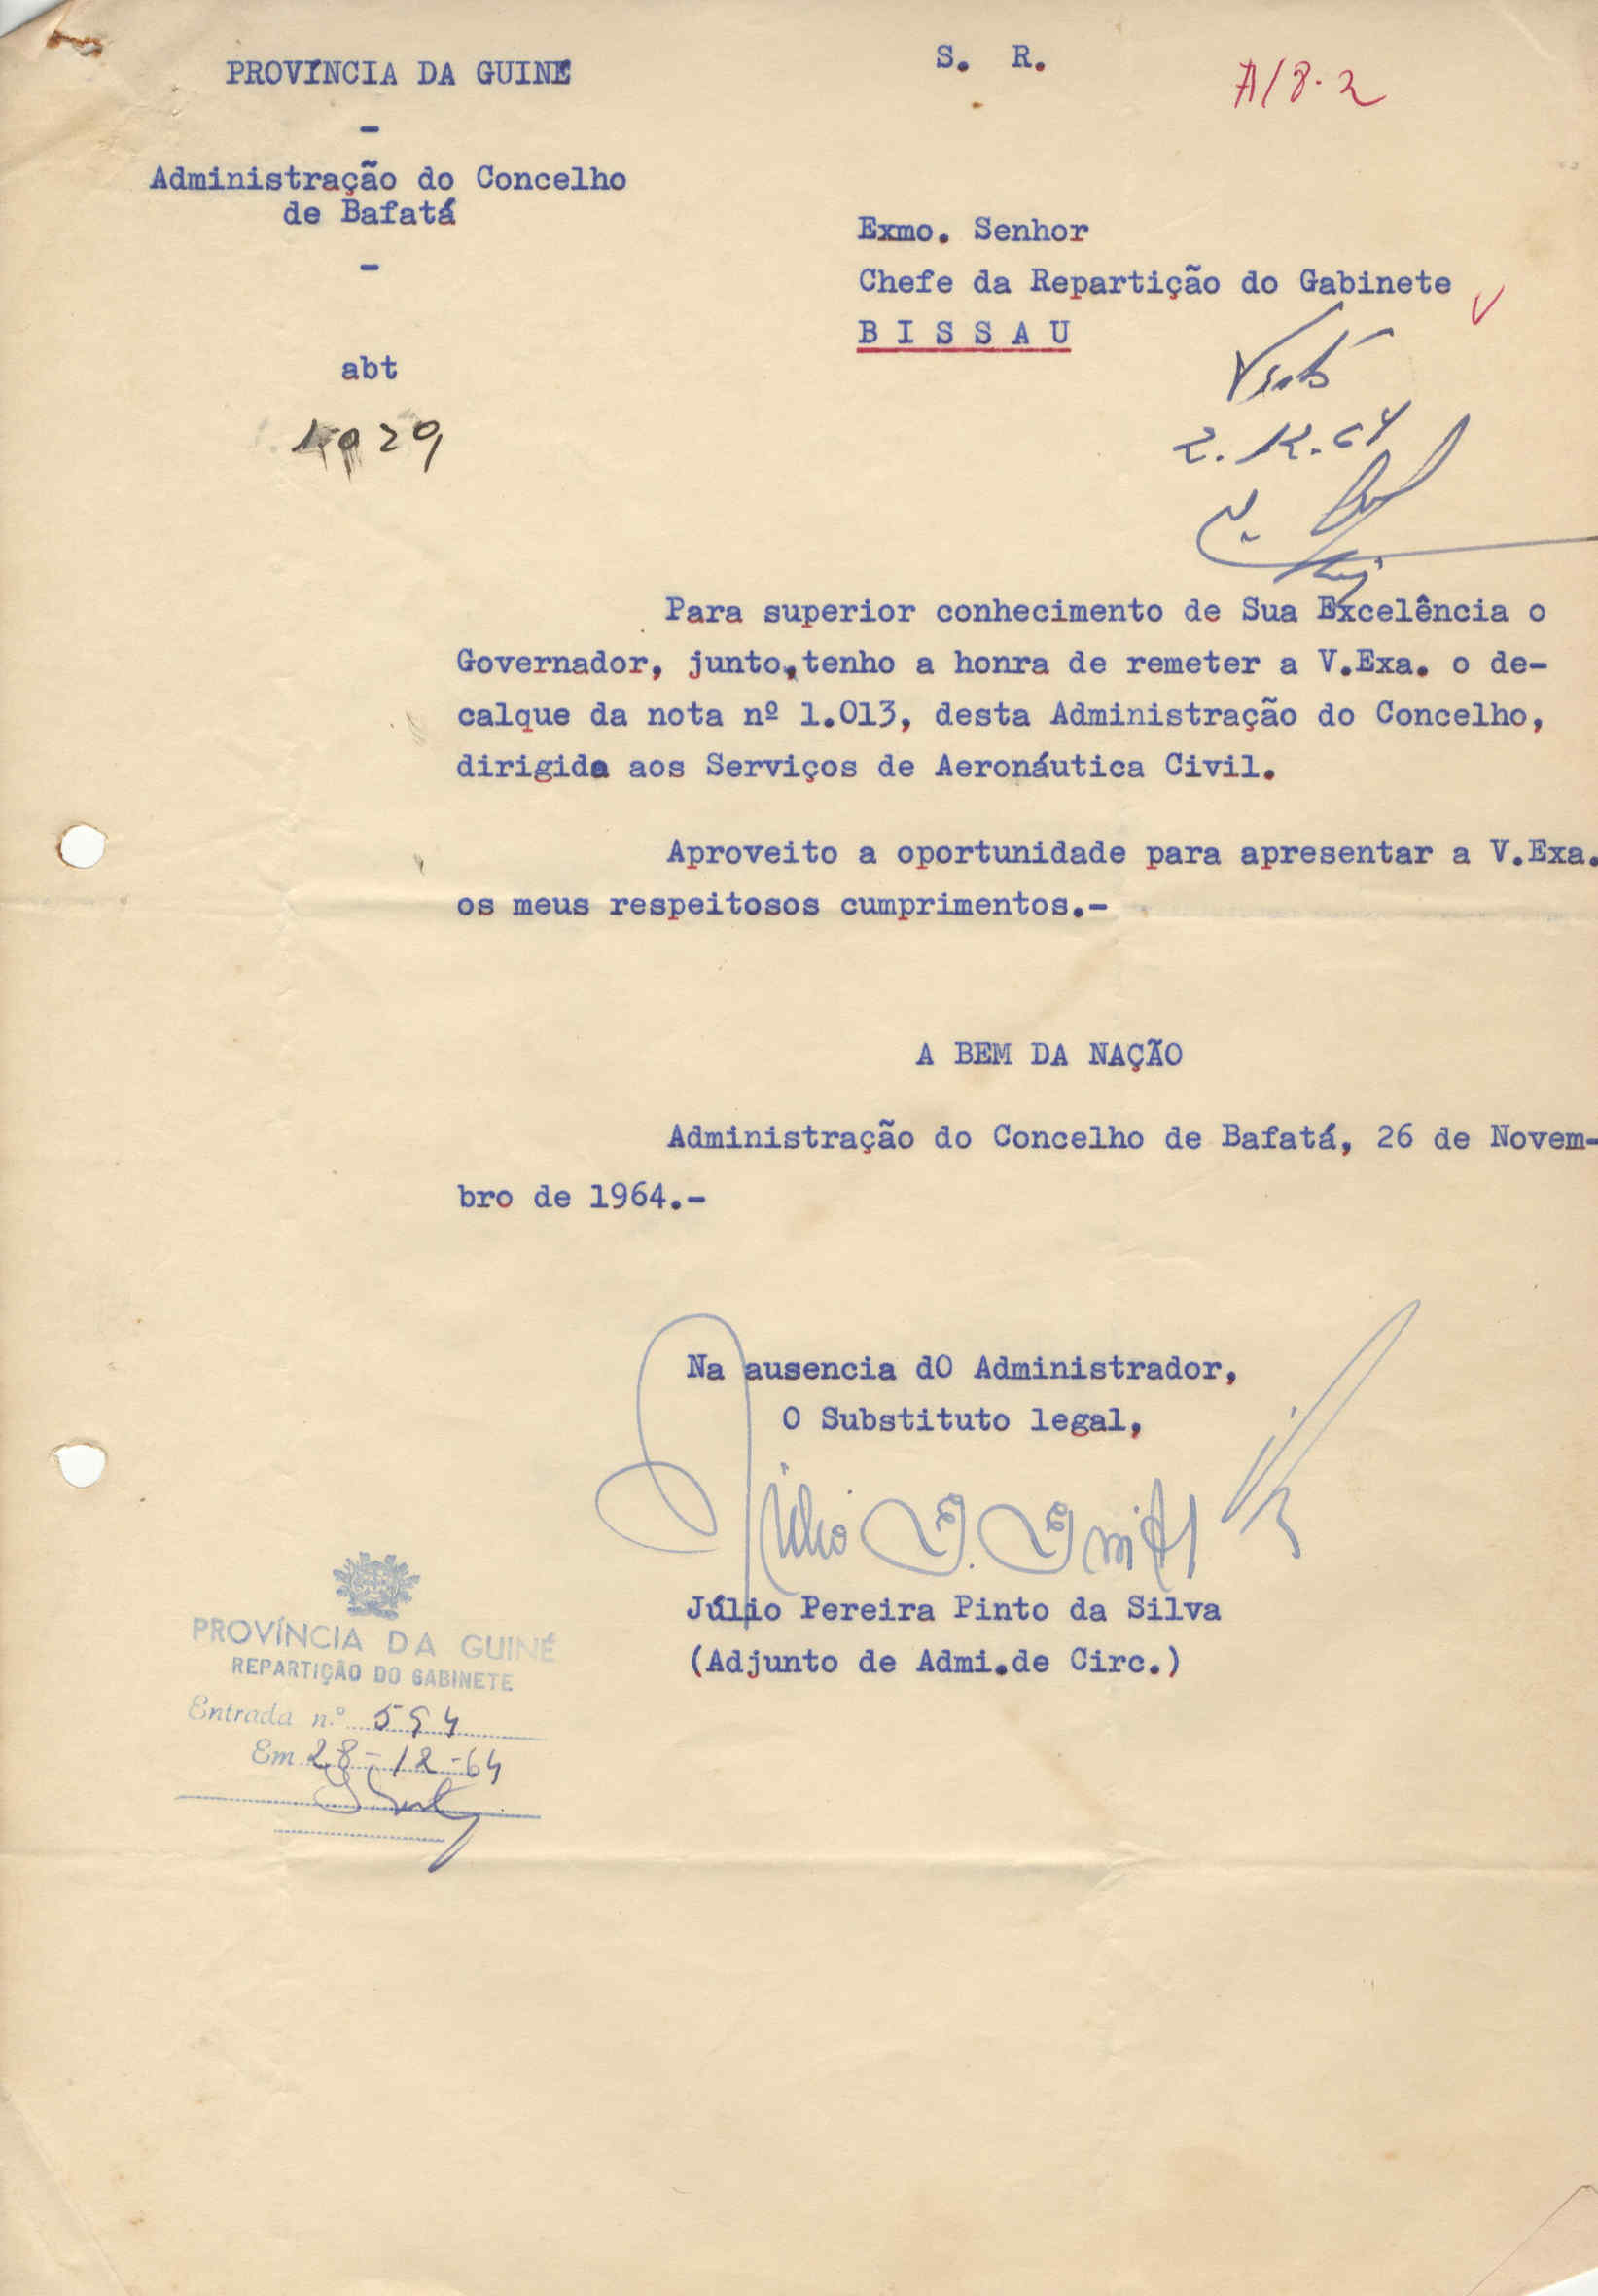 PROVÍNCIA DA GUINÉ
S. R.
A/8.2
-
Administração do Concelho
de Bafatá
-
Exmo. Senhor
Chefe da Repartição do Gabinete
B I S S A U
abt
1029
Visto
2.12.64
Para superior conhecimento de Sua Excelência o
Governador, junto,tenho a honra de remeter a V.Exa. o de-
calque da nota nº 1.013, desta Administração do Concelho,
dirigida aos Serviços de Aeronáutica Civil.
Aproveito a oportunidade para apresentar a V.Exa.
os meus respeitosos cumprimentos.-
A BEM DA NAÇÃO
Administração do Concelho de Bafatá, 26 de Novem-
bro de 1964.-
Na ausencia dO Administrador,
O Substituto legal,
Júlio Pereira Pinto da Silva
(Adjunto de Admi.de Circ.)
PROVÍNCIA DA GUINÉ
REPARTIÇÃO DO GABINETE
Entrada n.º 594
Em 28-12-64